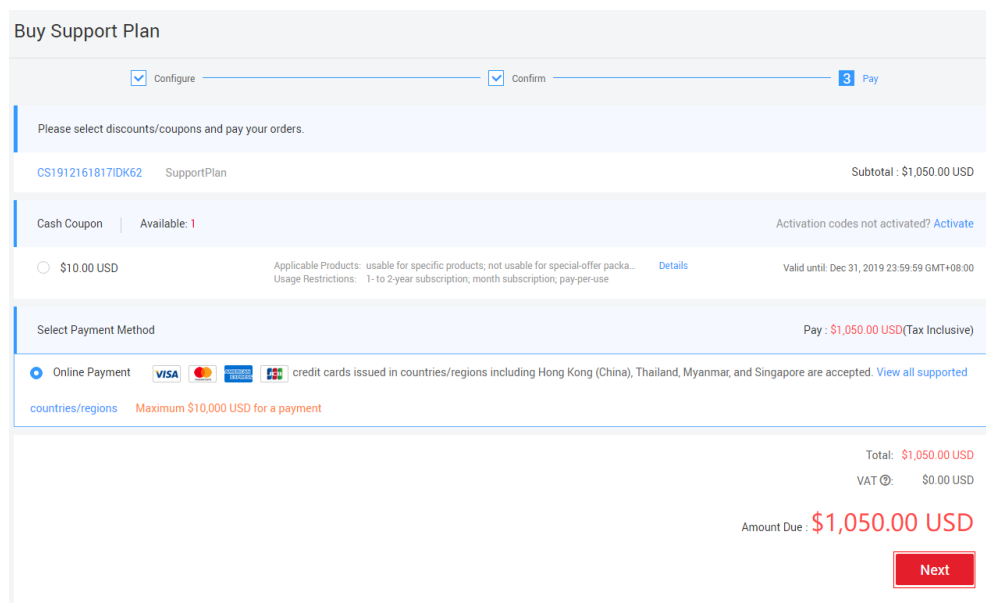 Buy Support Plan
Configure Confirm 3 Pay
Please select discounts/coupons and pay your orders.
CS1912161817IDK62 SupportPlan Subtotal : $1,050.00 USD
Cash Coupon Available: 1 Activation codes not activated? Activate
$10.00 USD Applicable Products: usable for specific products; not usable for special-offer packa... Details Valid until: Dec 31, 2019 23:59:59 GMT+08:00
Usage Restrictions: 1- to 2-year subscription; month subscription; pay-per-use
Select Payment Method Pay : $1,050.00 USD(Tax Inclusive)
Online Payment VISA AMERICAN EXPRESS JCB credit cards issued in countries/regions including Hong Kong (China), Thailand, Myanmar, and Singapore are accepted. View all supported
countries/regions Maximum $10,000 USD for a payment
Total: $1,050.00 USD
VAT ?: $0.00 USD
Amount Due : $1,050.00 USD
Next